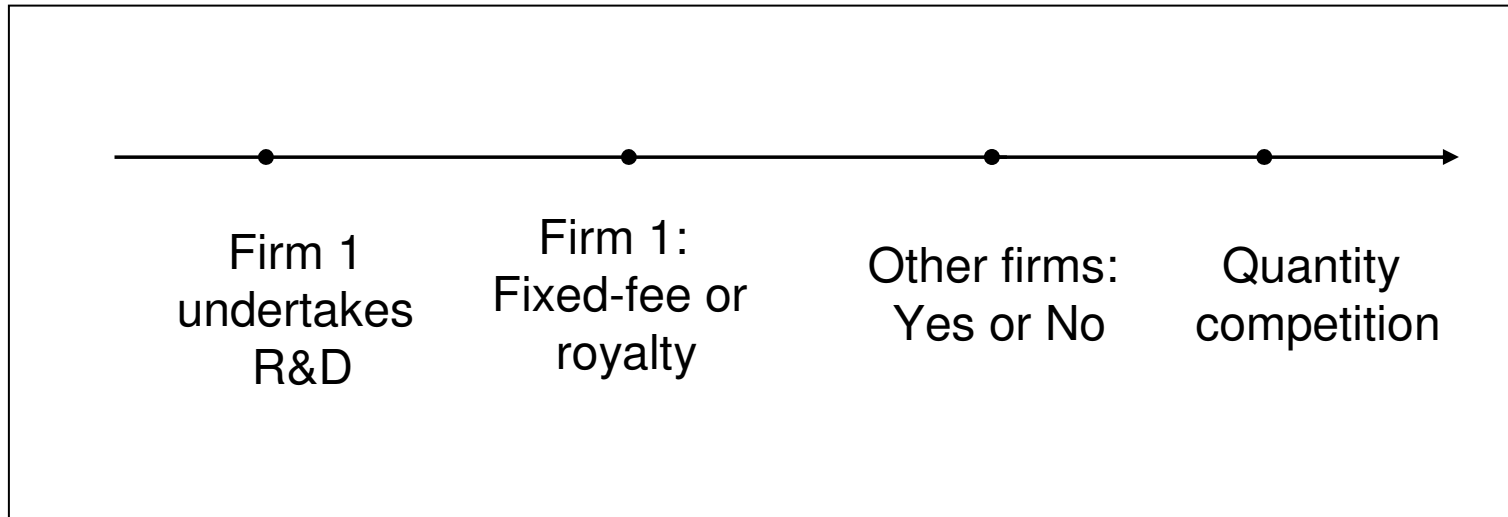 Firm 1
undertakes
R&D
Firm 1:
Fixed-fee or
royalty
Other firms:
Yes or No
Quantity
competition